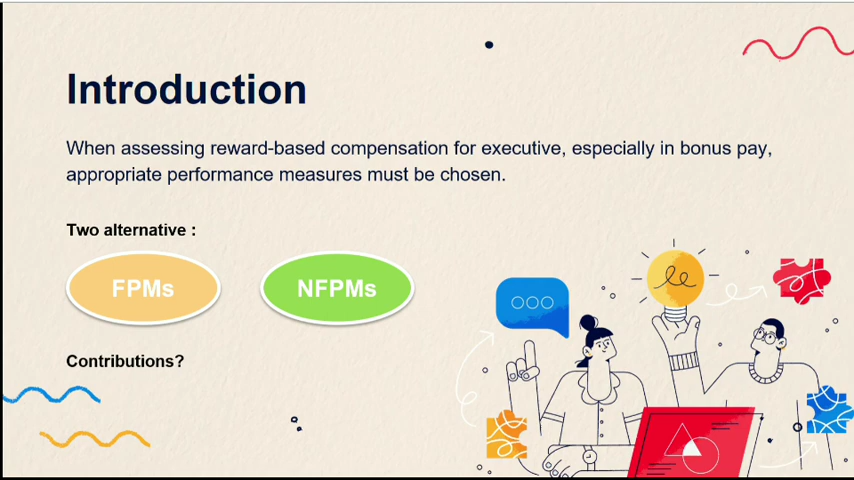 Introduction
When assessing reward-based compensation for executive, especially in bonus pay,
appropriate performance measures must be chosen.
Two alternative :
FPMs NFPMs
Contributions?